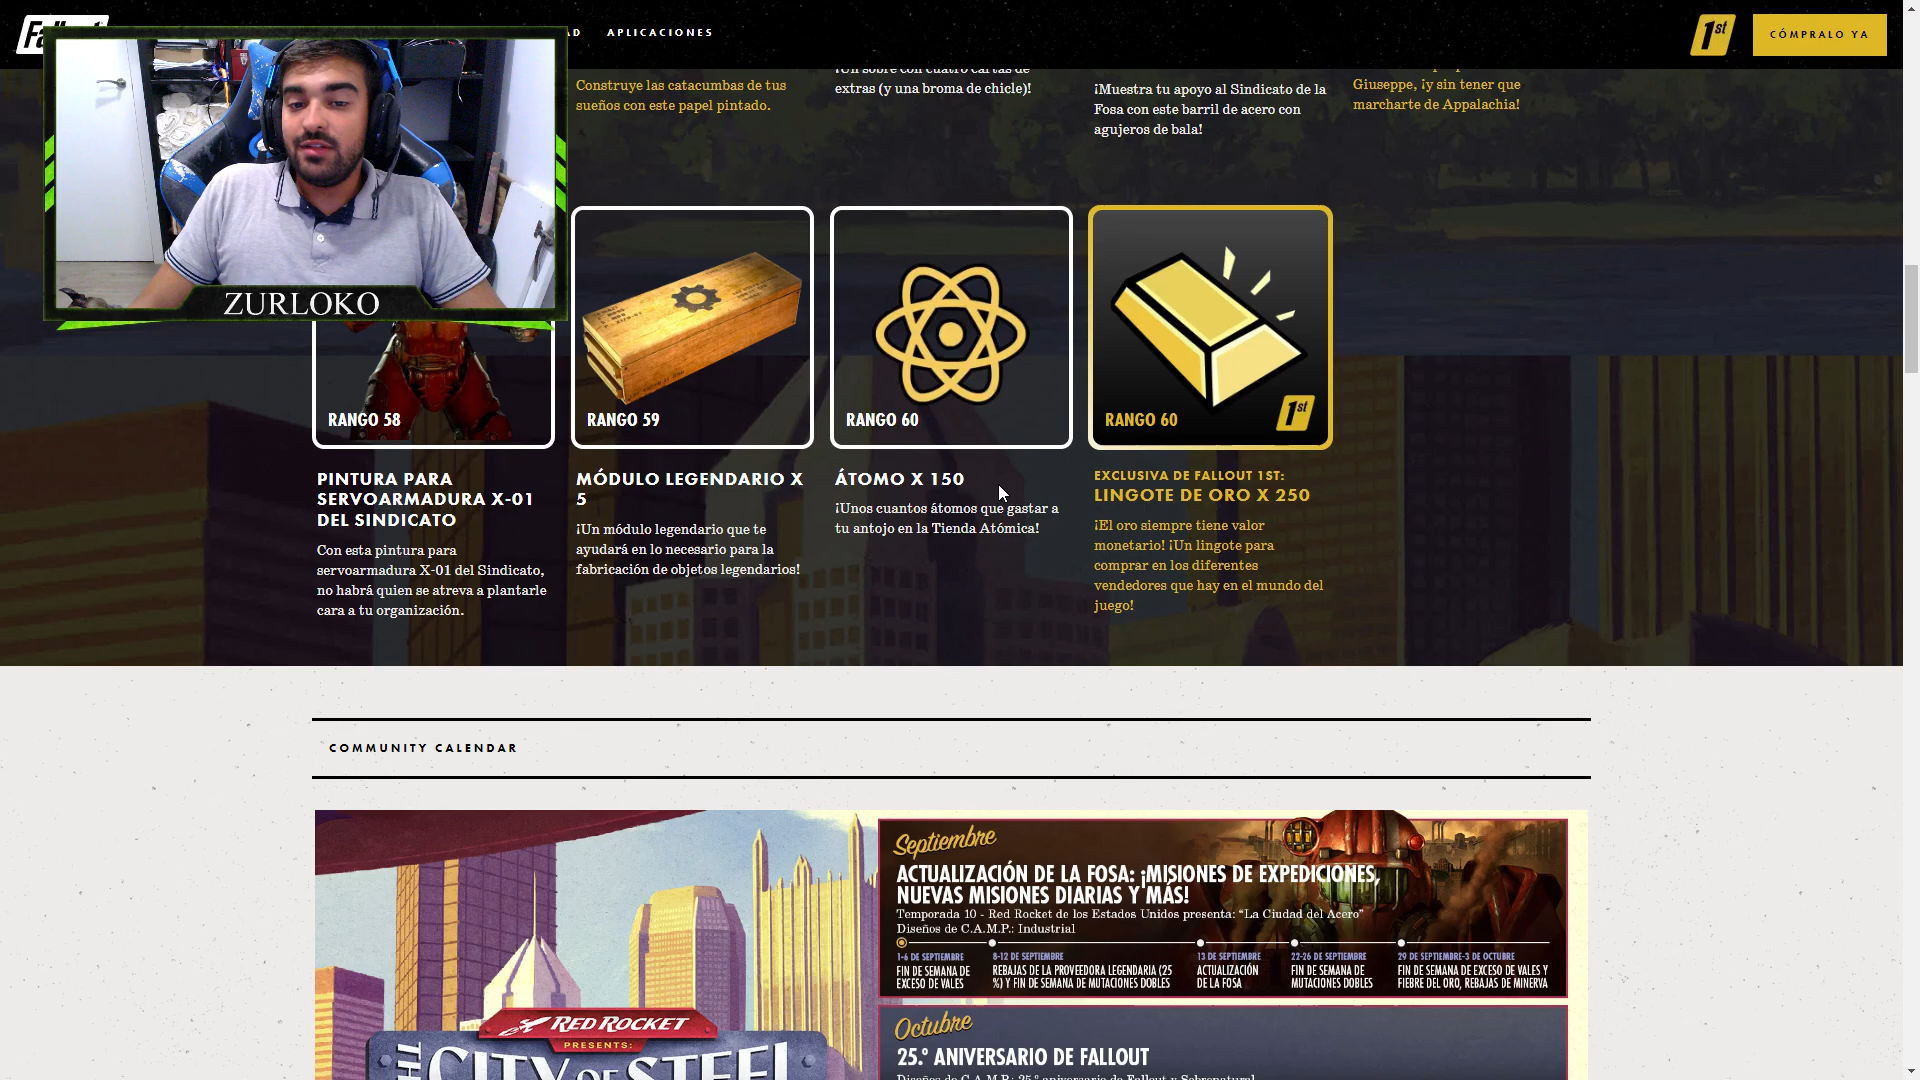 APLICACIONES
1st
CÓMPRALO YA
Construye las catacumbas de tus
sueños con este papel pintado.
¡Un sobre con cuatro cartas de
extras (y una broma de chicle)!
¡Muestra tu apoyo al Sindicato de la
Fosa con este barril de acero con
agujeros de bala!
Giuseppe, ¡y sin tener que
marcharte de Appalachia!
ZURLOKO
RANGO 58
RANGO 59
RANGO 60
RANGO 60
1st
PINTURA PARA
SERVOARMADURA X-01
DEL SINDICATO
Con esta pintura para
servoarmadura X-01 del Sindicato,
no habrá quien se atreva a plantarle
cara a tu organización.
MÓDULO LEGENDARIO X
5
¡Un módulo legendario que te
ayudará en lo necesario para la
fabricación de objetos legendarios!
ÁTOMO X 150
¡Unos cuantos átomos que gastar a
tu antojo en la Tienda Atómica!
EXCLUSIVA DE FALLOUT 1ST:
LINGOTE DE ORO X 250
¡El oro siempre tiene valor
monetario! ¡Un lingote para
comprar en los diferentes
vendedores que hay en el mundo del
juego!
COMMUNITY CALENDAR
Septiembre
ACTUALIZACIÓN DE LA FOSA: ¡MISIONES DE EXPEDICIONES,
NUEVAS MISIONES DIARIAS Y MÁS!
Temporada 10 - Red Rocket de los Estados Unidos presenta: “La Ciudad del Acero”
Diseños de C.A.M.P.: Industrial
1-6 DE SEPTIEMBRE
FIN DE SEMANA DE
EXCESO DE VALES
8-12 DE SEPTIEMBRE
REBAJAS DE LA PROVEEDORA LEGENDARIA (25
%) Y FIN DE SEMANA DE MUTACIONES DOBLES
13 DE SEPTIEMBRE
ACTUALIZACIÓN
DE LA FOSA
22-26 DE SEPTIEMBRE
FIN DE SEMANA DE
MUTACIONES DOBLES
29 DE SEPTIEMBRE-3 DE OCTUBRE
FIN DE SEMANA DE EXCESO DE VALES Y
FIEBRE DEL ORO, REBAJAS DE MINERVA
RED ROCKET
PRESENTS:
THE
CITY OF STEEL
Octubre
25.º ANIVERSARIO DE FALLOUT
Diseños de C.A.M.P.: 25.º aniversario de Fallout y Sobrenatural